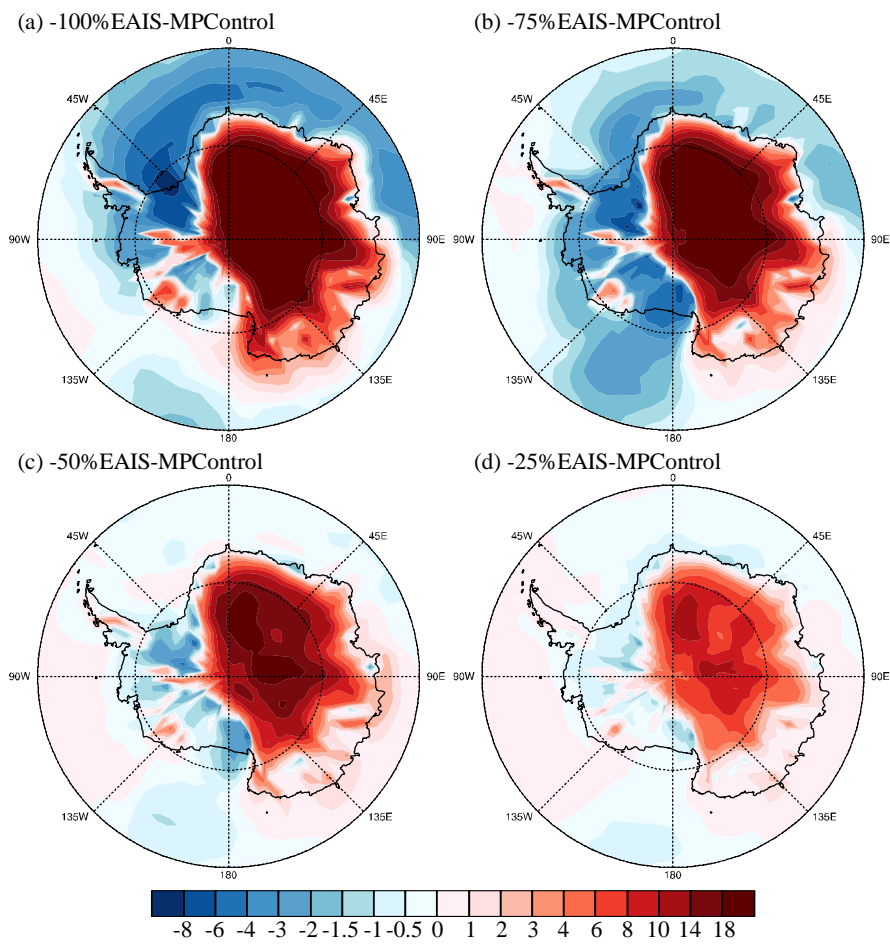 (a) -100%EAIS-MPControl
(b) -75%EAIS-MPControl
0
0
45W
45E
45W
45E
90W
90E
90W
90E
135W
135E
135W
135E
180
180
(c) -50%EAIS-MPControl
(d) -25%EAIS-MPControl
0
0
45W
45E
45W
45E
90W
90E
90W
90E
135W
135E
135W
135E
180
180
-8 -6 -4 -3 -2 -1.5 -1 -0.5 0 1 2 3 4 6 8 10 14 18